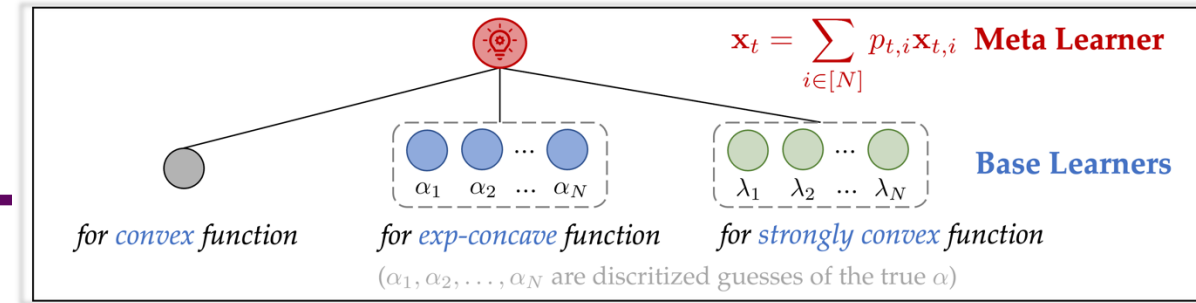 x_t = ∑_{i∈[N]} p_{t,i} x_{t,i} Meta Learner
... ...
α_1 α_2 ... α_N λ_1 λ_2 ... λ_N Base Learners
for convex function for exp-concave function for strongly convex function
(α_1, α_2, . . . , α_N are discritized guesses of the true α)